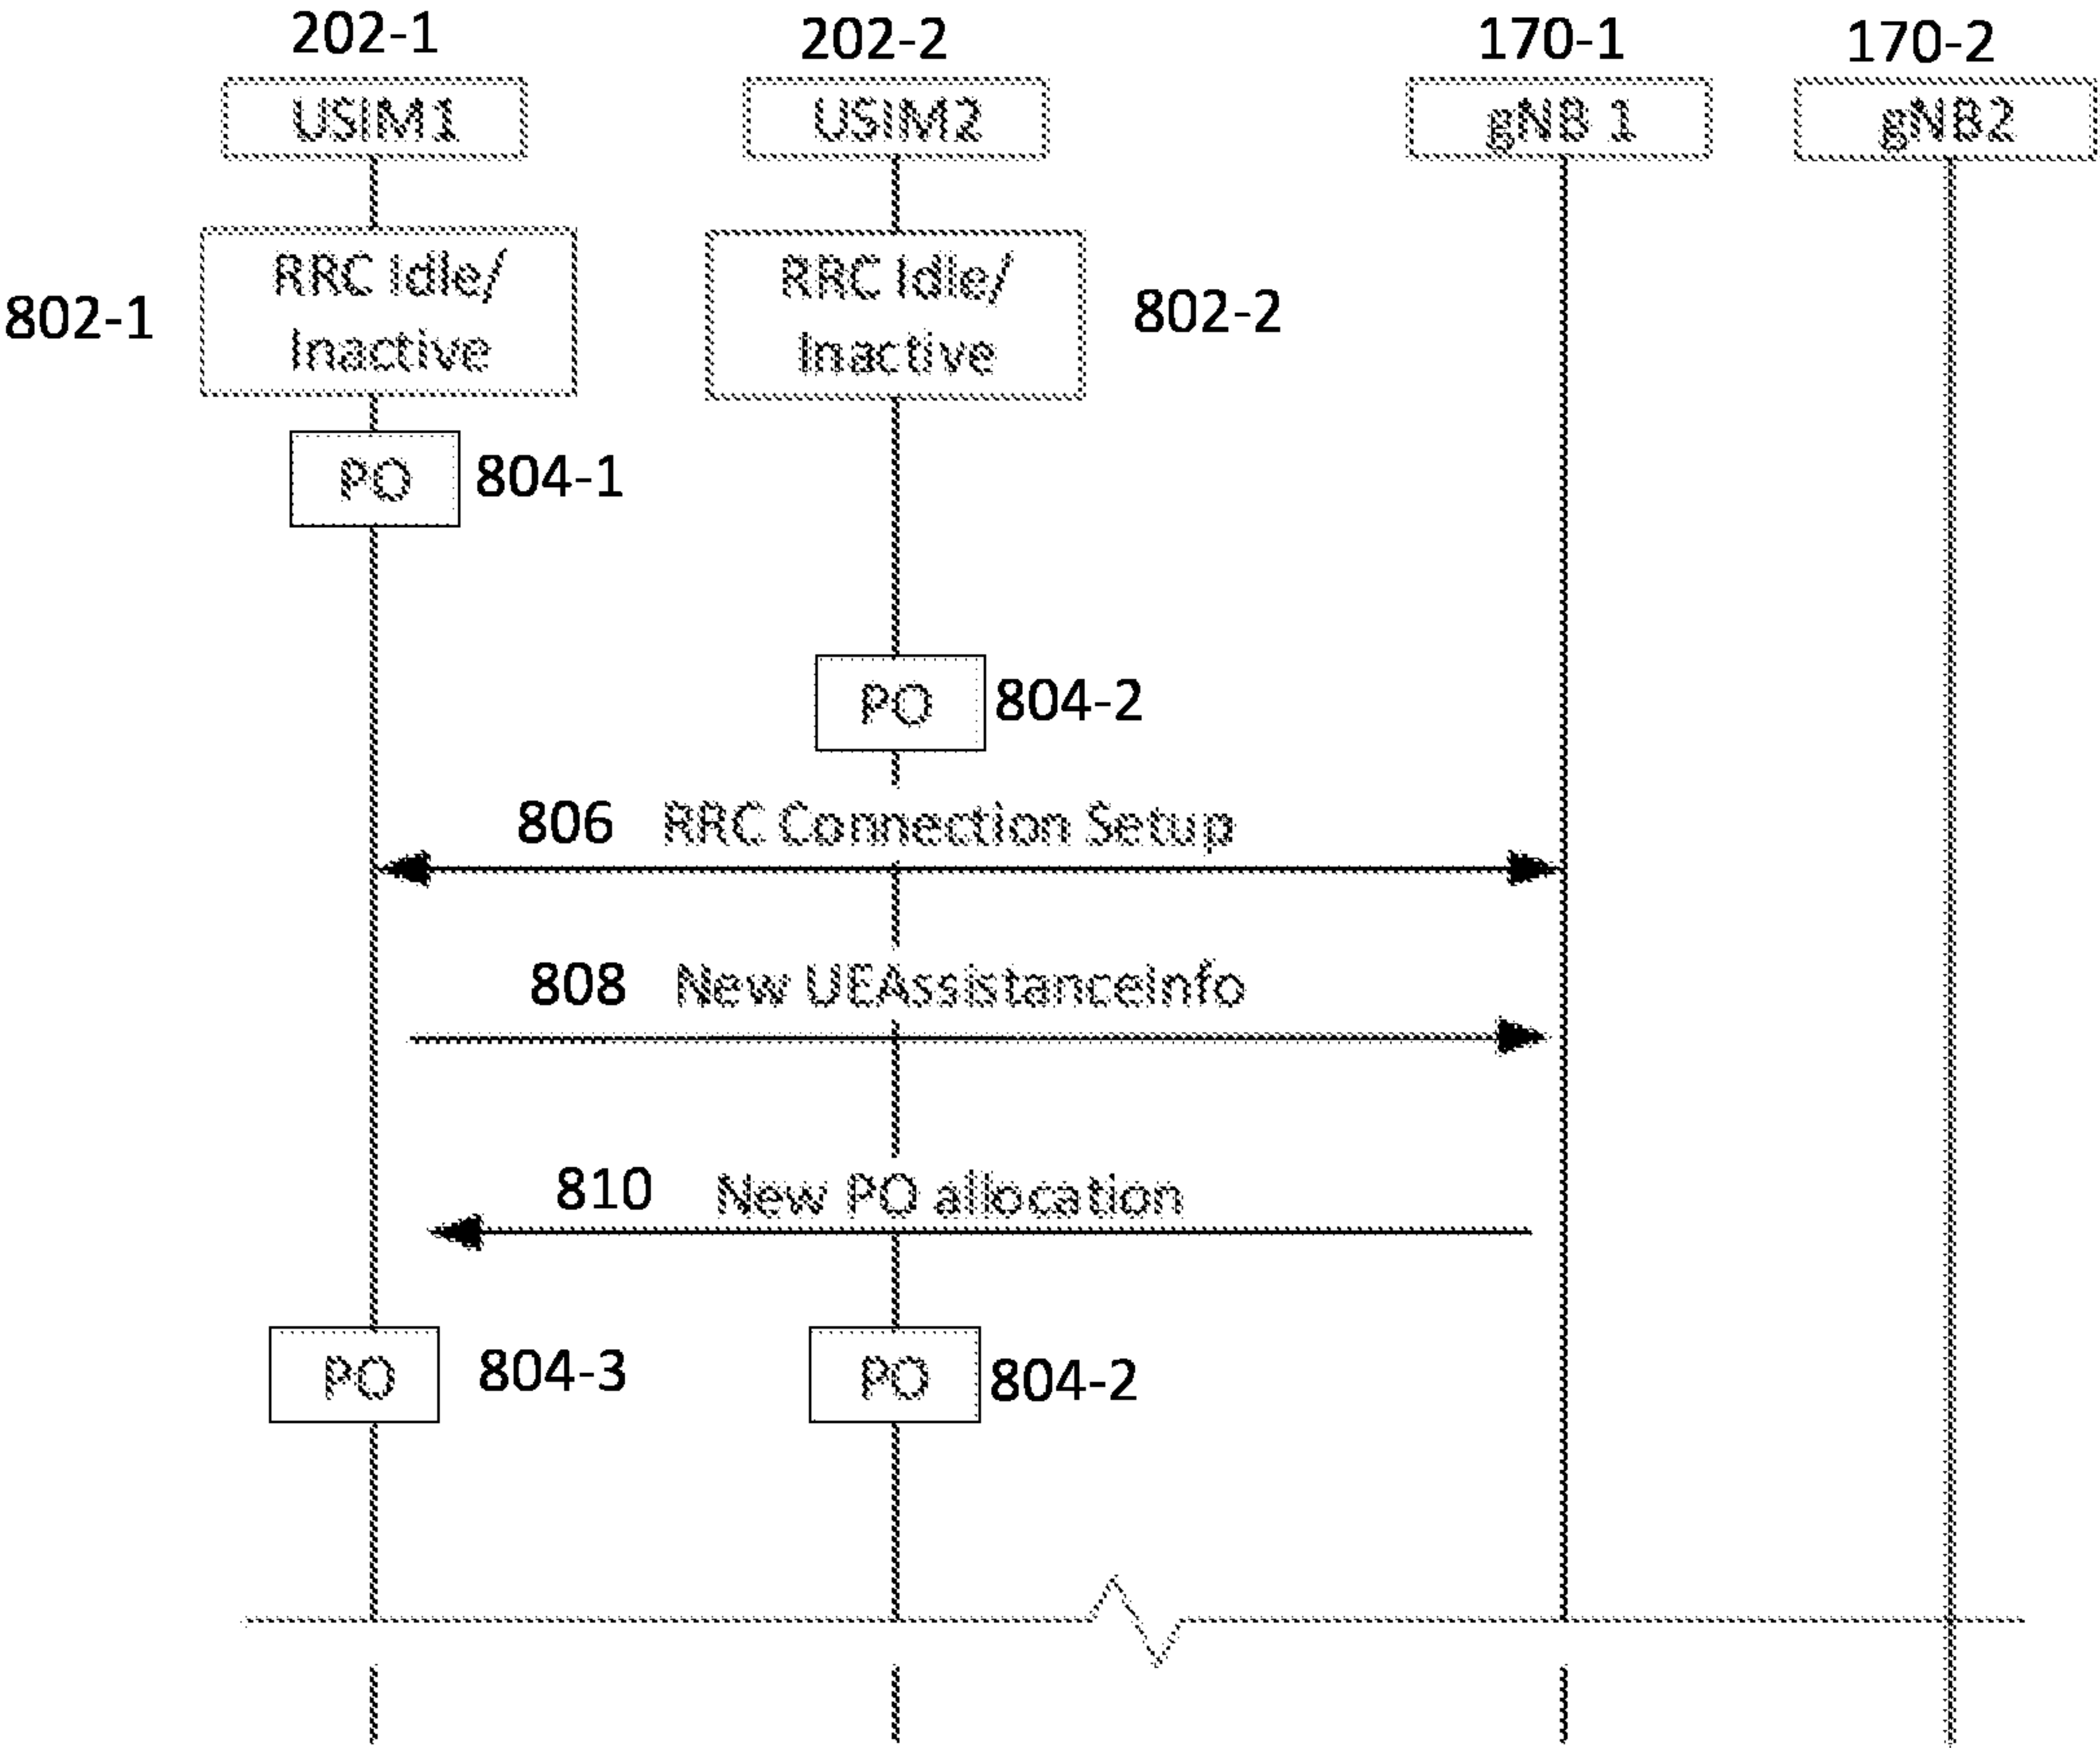 202-1
202-2
170-1
170-2
USIM1
USIM2
gNB 1
gNB2
RRC Idle/
Inactive
802-1
RRC Idle/
Inactive
802-2
PO
804-1
PO
804-2
806 RRC Connection Setup
808 New UEAssistanceInfo
810 New PO allocation
PO
804-3
PO
804-2